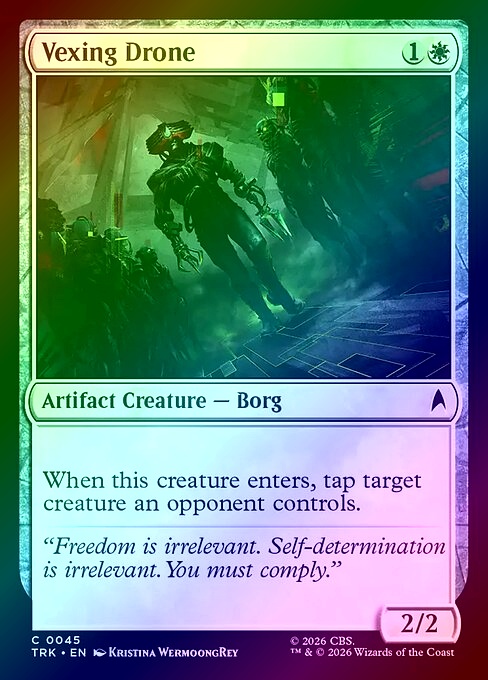 Vexing Drone 1
Artifact Creature — Borg
When this creature enters, tap target
creature an opponent controls.
“Freedom is irrelevant. Self-determination
is irrelevant. You must comply.”
2/2
C 0045
TRK • EN Kristina WermoongRey
© 2026 CBS.
™ & © 2026 Wizards of the Coast